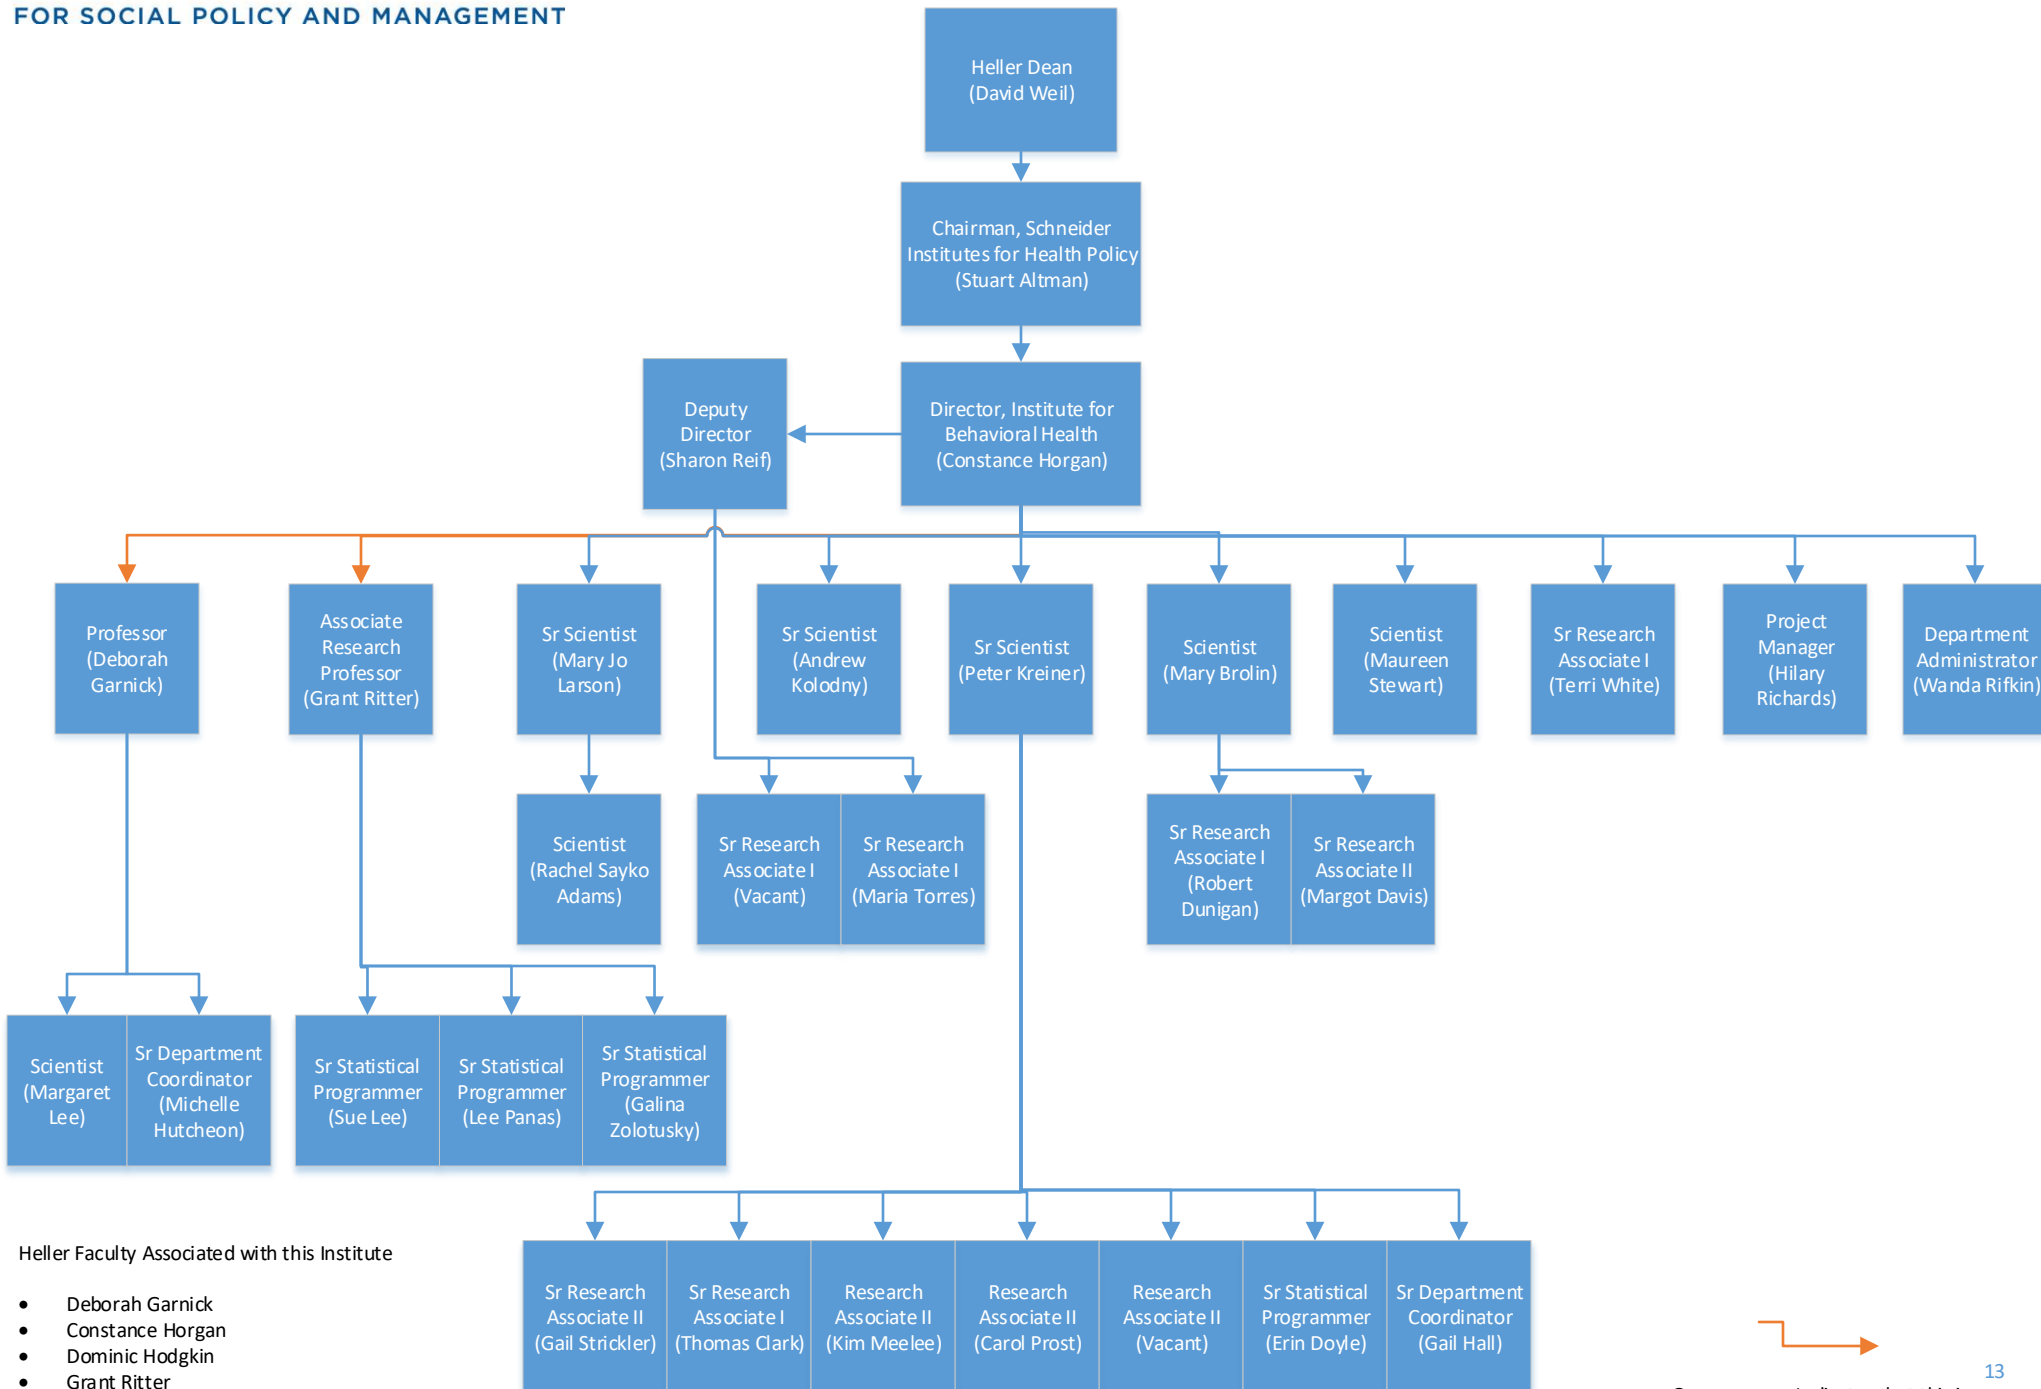 FOR SOCIAL POLICY AND MANAGEMENT
Heller Dean
(David Weil)
Chairman, Schneider
Institutes for Health Policy
(Stuart Altman)
Deputy
Director
(Sharon Reif)
Director, Institute for
Behavioral Health
(Constance Horgan)
Professor
(Deborah
Garnick)
Associate
Research
Professor
(Grant Ritter)
Sr Scientist
(Mary Jo
Larson)
Sr Scientist
(Andrew
Kolodny)
Sr Scientist
(Peter Kreiner)
Scientist
(Mary Brolin)
Scientist
(Maureen
Stewart)
Sr Research
Associate I
(Terri White)
Project
Manager
(Hilary
Richards)
Department
Administrator
(Wanda Rifkin)
Scientist
(Rachel Sayko
Adams)
Sr Research
Associate I
(Vacant)
Sr Research
Associate I
(Maria Torres)
Sr Research
Associate I
(Robert
Dunigan)
Sr Research
Associate II
(Margot Davis)
Scientist
(Margaret
Lee)
Sr Department
Coordinator
(Michelle
Hutcheon)
Sr Statistical
Programmer
(Sue Lee)
Sr Statistical
Programmer
(Lee Panas)
Sr Statistical
Programmer
(Galina
Zolotusky)
Sr Research
Associate II
(Gail Strickler)
Sr Research
Associate I
(Thomas Clark)
Research
Associate II
(Kim Meelee)
Research
Associate II
(Carol Prost)
Research
Associate II
(Vacant)
Sr Statistical
Programmer
(Erin Doyle)
Sr Department
Coordinator
(Gail Hall)
Heller Faculty Associated with this Institute
• Deborah Garnick
• Constance Horgan
• Dominic Hodgkin
• Grant Ritter
13